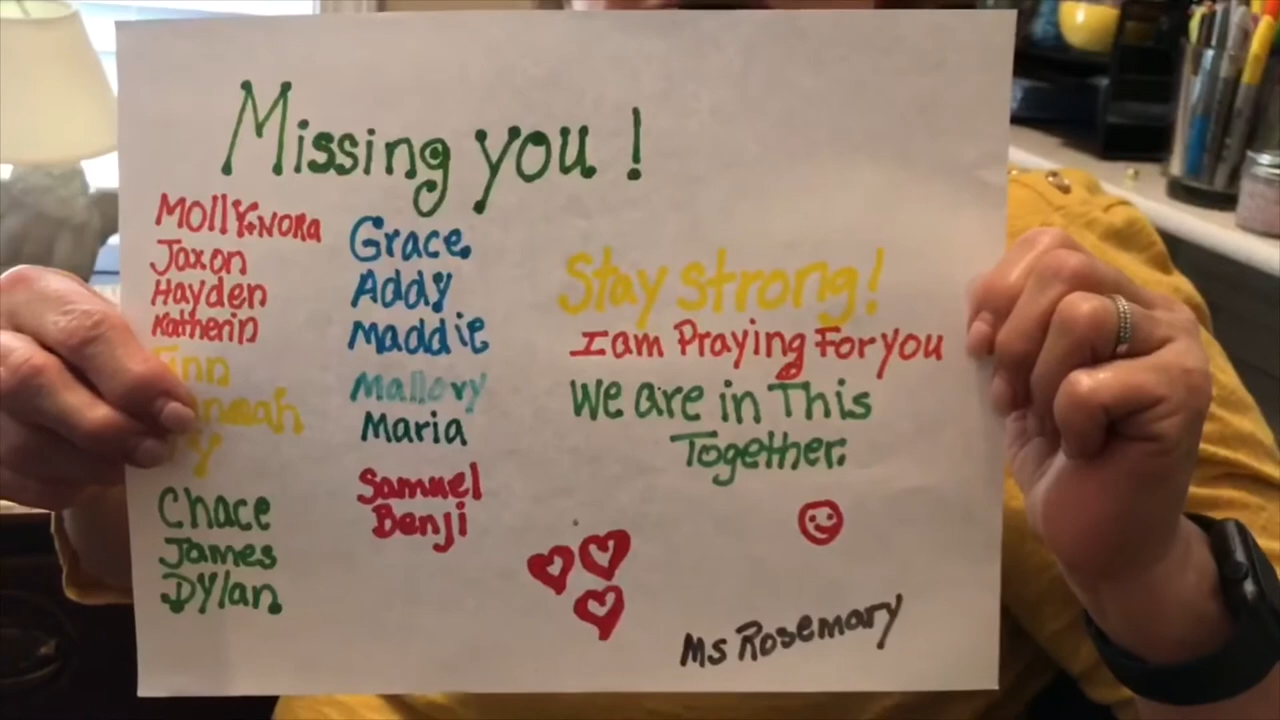 Missing you!
Molly+Nora
Jaxon
Hayden
Katherin
Chace
James
Dylan
Grace
Addy
Maddie
Mallory
Maria
Samuel
Benji
Stay strong!
I am Praying For you
We are in This
Together.
Ms Rosemary